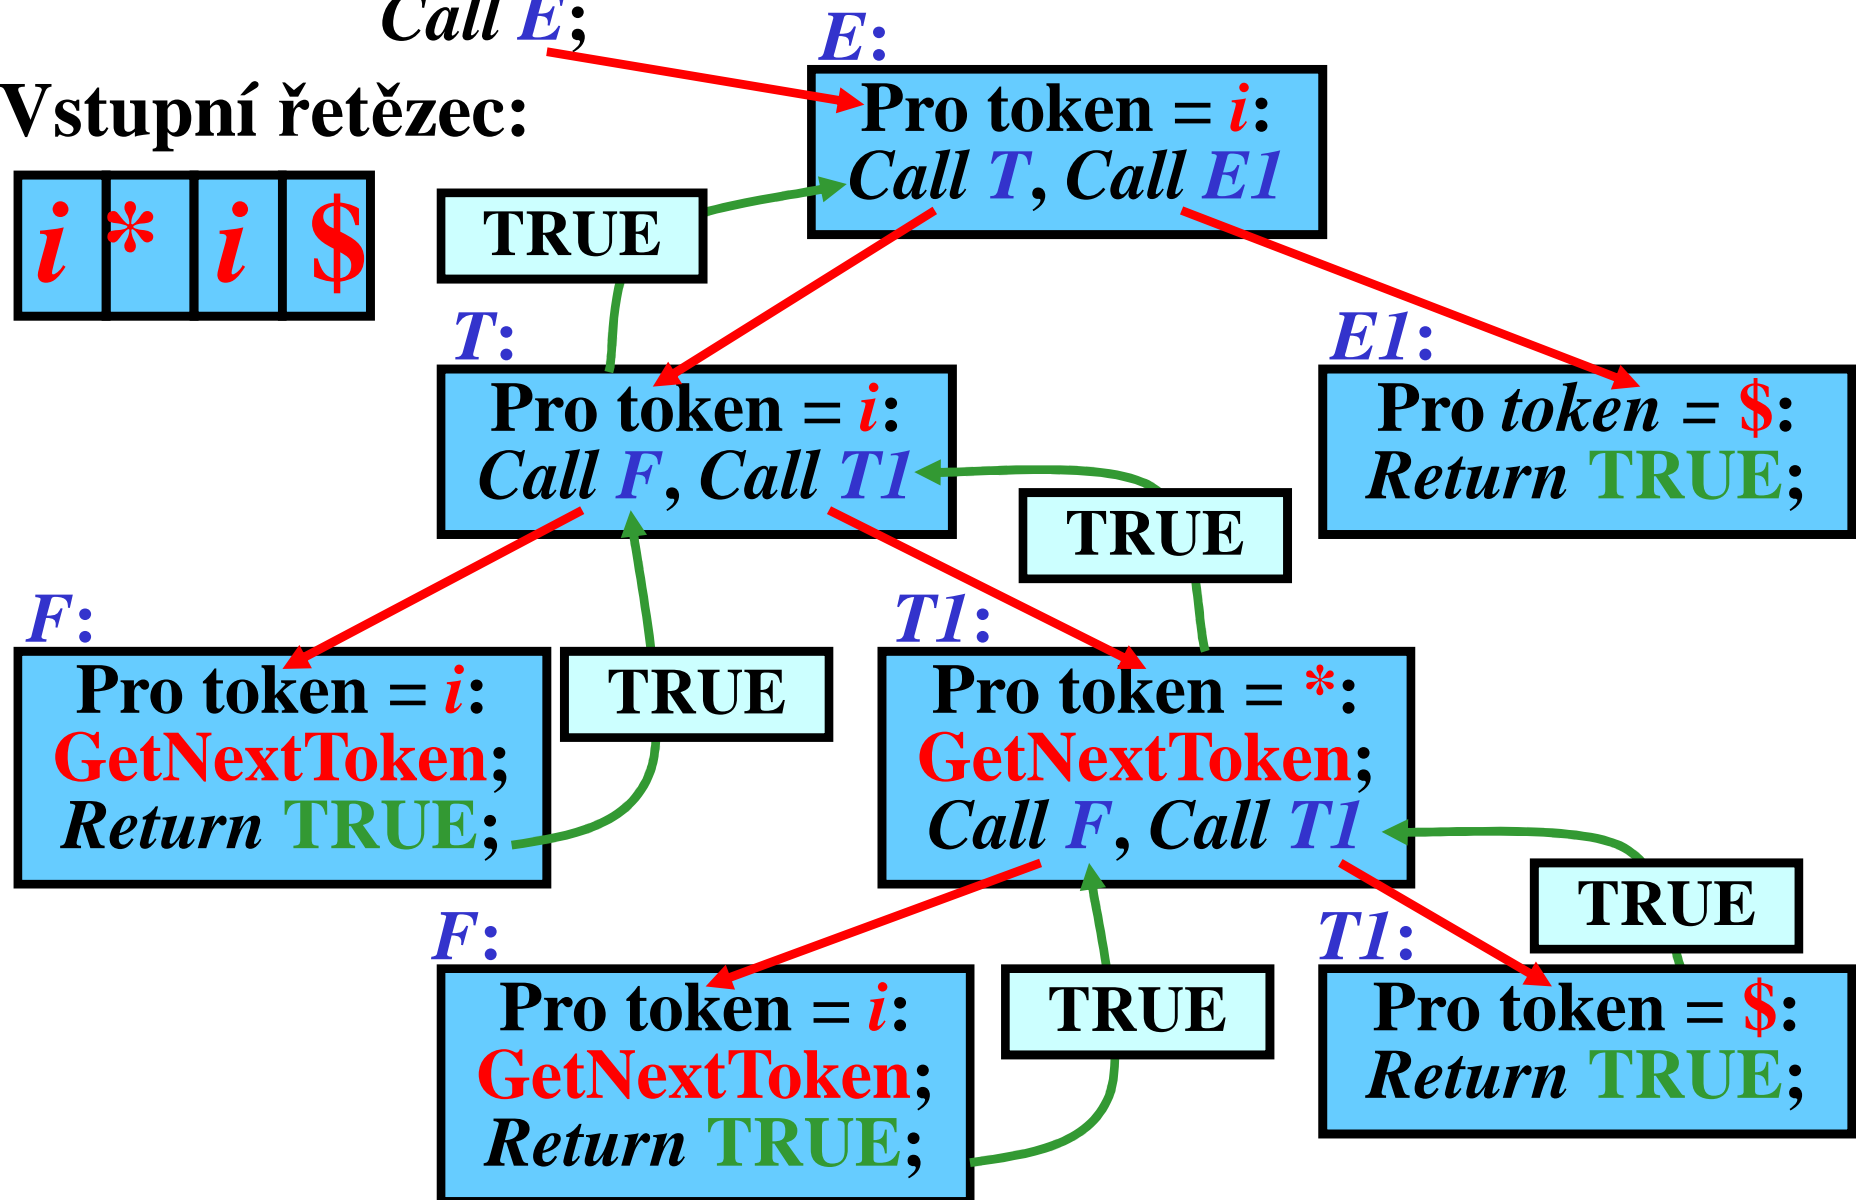 Call E;
E:
Vstupní řetězec:
Pro token = i:
Call T, Call E1
i * i $
TRUE
T:
E1:
Pro token = i:
Call F, Call T1
Pro token = $:
Return TRUE;
TRUE
F:
T1:
Pro token = i:
GetNextToken;
Return TRUE;
TRUE
Pro token = *:
GetNextToken;
Call F, Call T1
TRUE
F:
T1:
Pro token = i:
GetNextToken;
Return TRUE;
TRUE
Pro token = $:
Return TRUE;